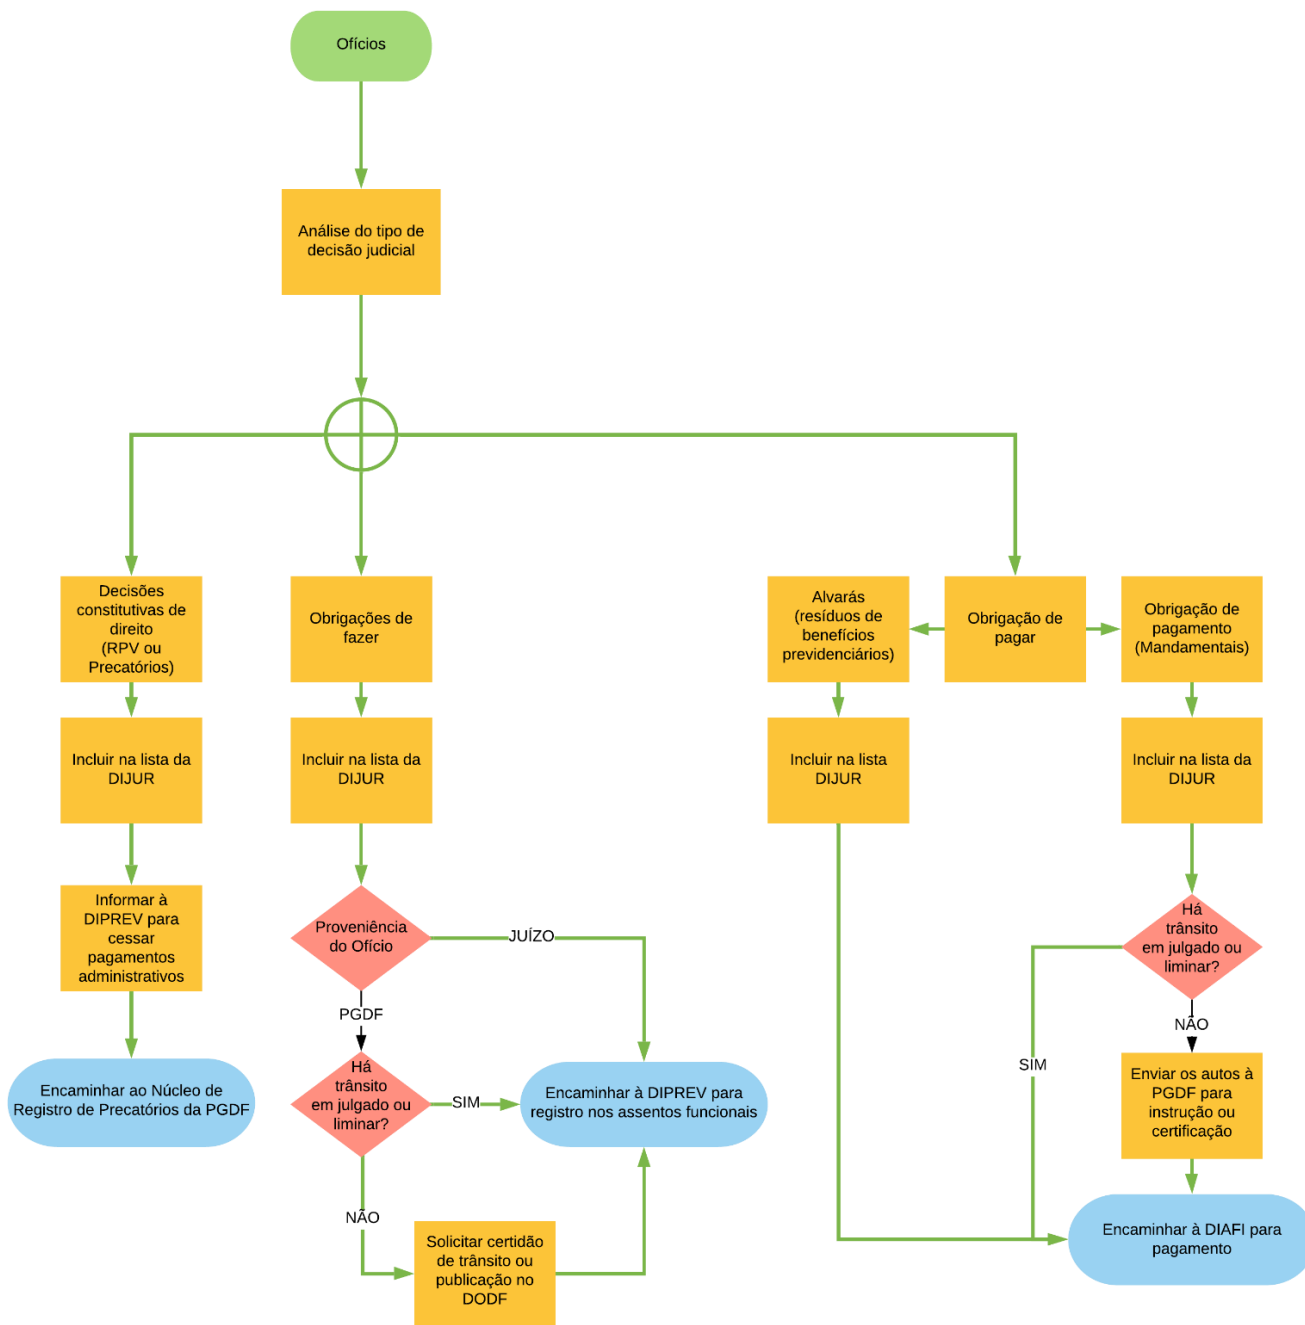 Ofícios
Análise do tipo de
decisão judicial
Decisões
constitutivas de
direito
(RPV ou
Precatórios)
Obrigações de
fazer
Alvarás
(resíduos de
benefícios
previdenciários)
Obrigação de
pagar
Obrigação de
pagamento
(Mandamentais)
Incluir na lista da
DIJUR
Incluir na lista da
DIJUR
Incluir na lista
DIJUR
Incluir na lista da
DIJUR
Informar à
DIPREV para
cessar
pagamentos
administrativos
Proveniência
do Ofício
JUÍZO
PGDF
Há
trânsito
em julgado ou
liminar?
NÃO
SIM
Encaminhar ao Núcleo de
Registro de Precatórios da PGDF
Há
trânsito
em julgado ou
liminar?
SIM
Encaminhar à DIPREV para
registro nos assentos funcionais
Enviar os autos à
PGDF para
instrução ou
certificação
NÃO
Solicitar certidão
de trânsito ou
publicação no
DODF
Encaminhar à DIAFI para
pagamento